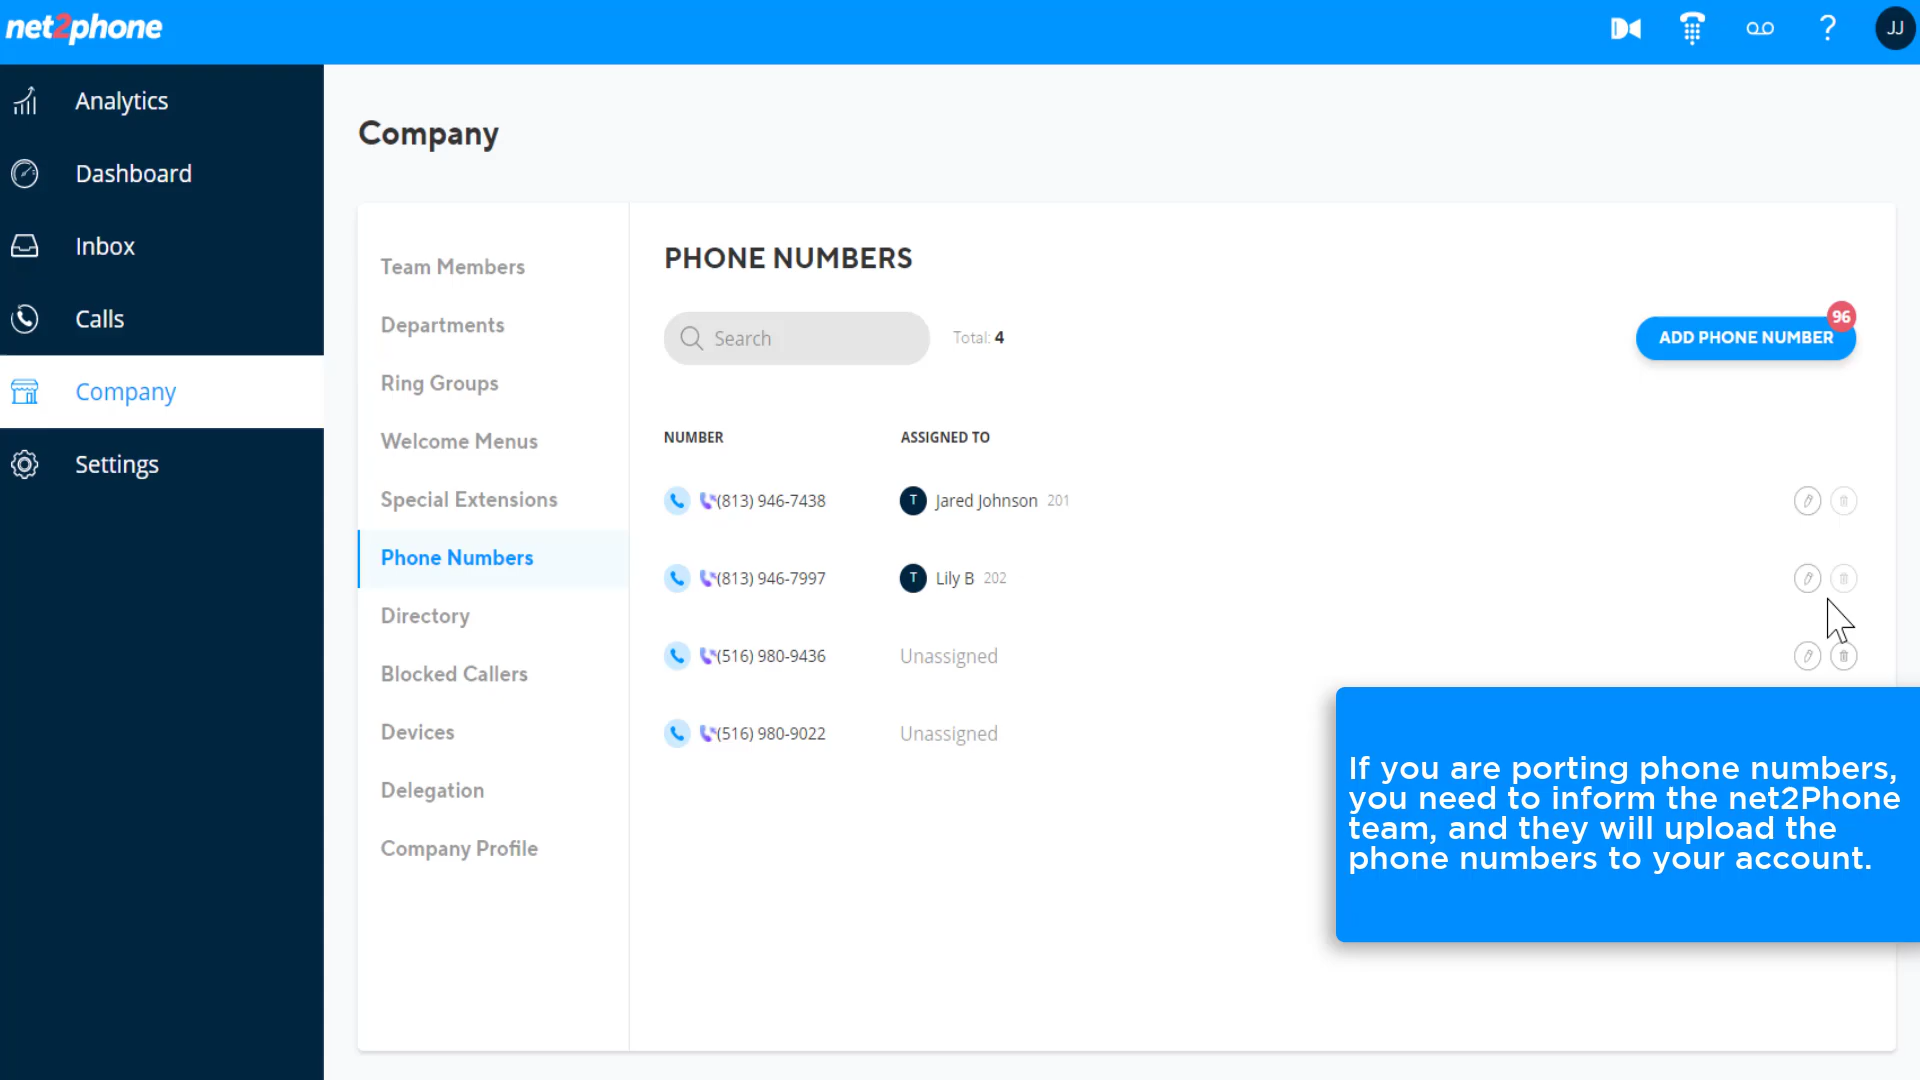 net2phone
JJ
Analytics
Dashboard
Inbox
Calls
Company
Settings
Company
Team Members
Departments
Ring Groups
Welcome Menus
Special Extensions
Phone Numbers
Directory
Blocked Callers
Devices
Delegation
Company Profile
PHONE NUMBERS
Search
Total: 4
96
ADD PHONE NUMBER
NUMBER ASSIGNED TO
(813) 946-7438 T Jared Johnson 201
(813) 946-7997 T Lily B 202
(516) 980-9436 Unassigned
(516) 980-9022 Unassigned
If you are porting phone numbers,
you need to inform the net2Phone
team, and they will upload the
phone numbers to your account.